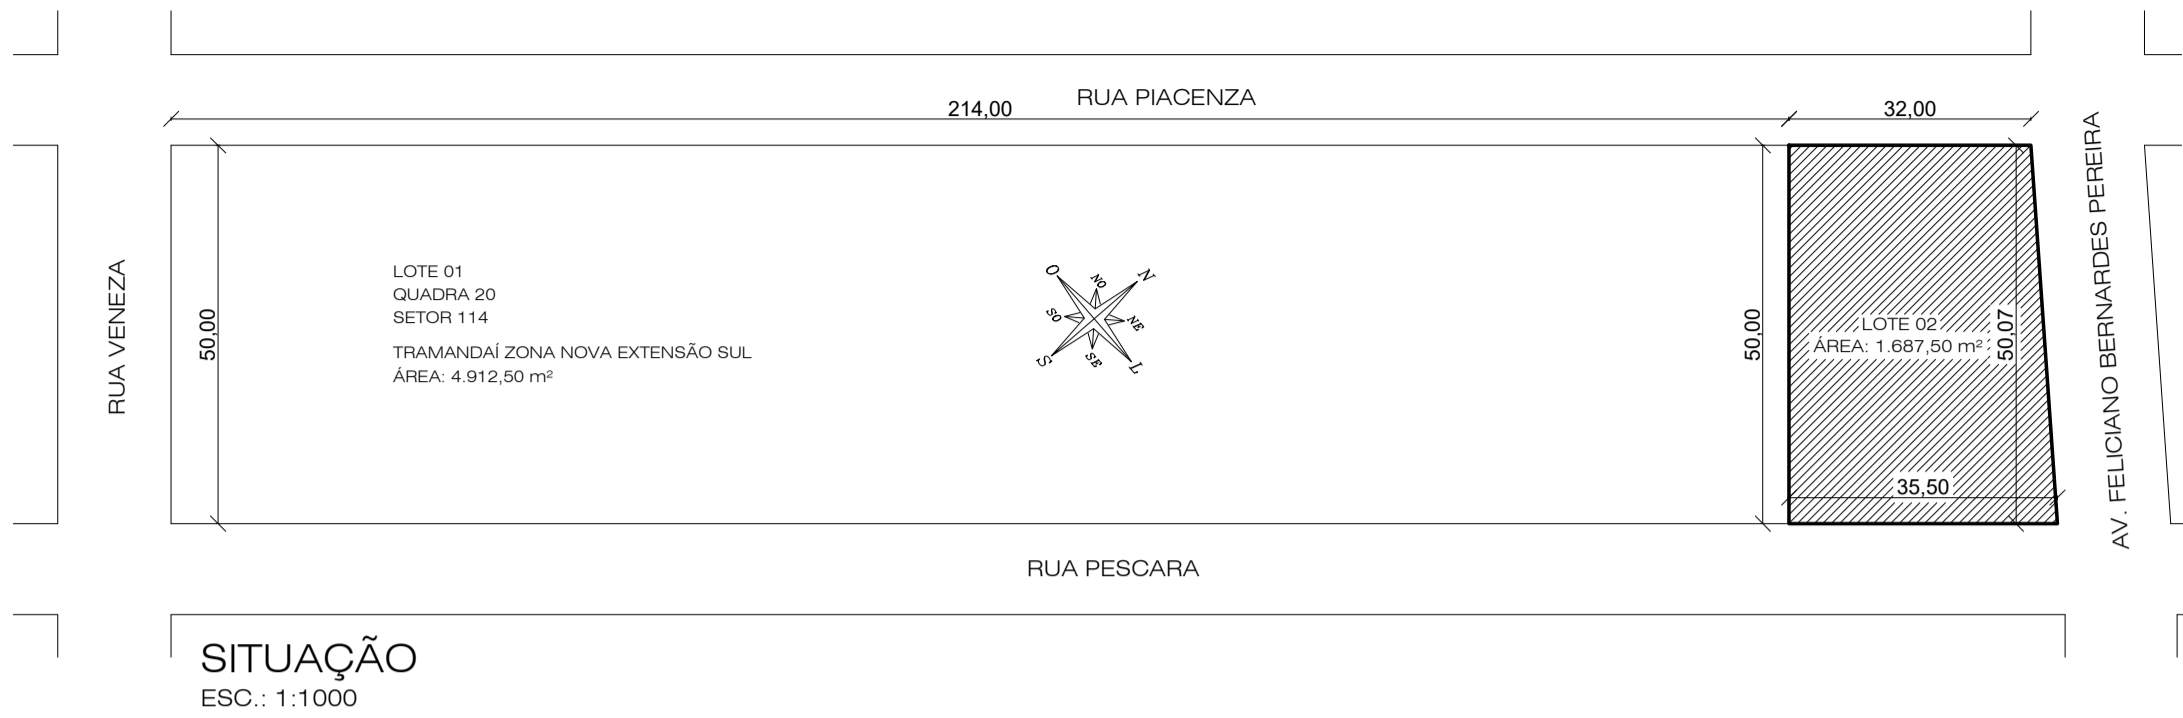 RUA PIACENZA
214,00
32,00
AV. FELICIANO BERNARDES PEREIRA
RUA VENEZA
50,00
LOTE 01
QUADRA 20
SETOR 114
TRAMANDAÍ ZONA NOVA EXTENSÃO SUL
ÁREA: 4.912,50 m²
O
NO
N
SO
NE
S
SE
L
50,00
LOTE 02
ÁREA: 1.687,50 m²
50,07
35,50
RUA PESCARA
SITUAÇÃO
ESC.: 1:1000